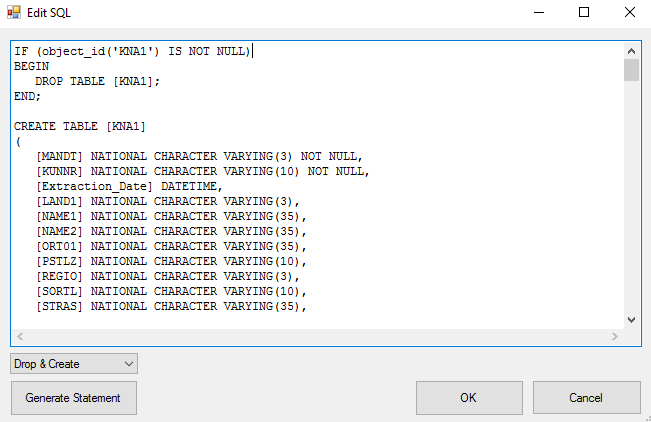 Edit SQL
IF (object_id('KNA1') IS NOT NULL)
BEGIN
   DROP TABLE [KNA1];
END;

CREATE TABLE [KNA1]
(
   [MANDT] NATIONAL CHARACTER VARYING(3) NOT NULL,
   [KUNNR] NATIONAL CHARACTER VARYING(10) NOT NULL,
   [Extraction_Date] DATETIME,
   [LAND1] NATIONAL CHARACTER VARYING(3),
   [NAME1] NATIONAL CHARACTER VARYING(35),
   [NAME2] NATIONAL CHARACTER VARYING(35),
   [ORT01] NATIONAL CHARACTER VARYING(35),
   [PSTLZ] NATIONAL CHARACTER VARYING(10),
   [REGIO] NATIONAL CHARACTER VARYING(3),
   [SORTL] NATIONAL CHARACTER VARYING(10),
   [STRAS] NATIONAL CHARACTER VARYING(35),
Drop & Create
Generate Statement
OK
Cancel